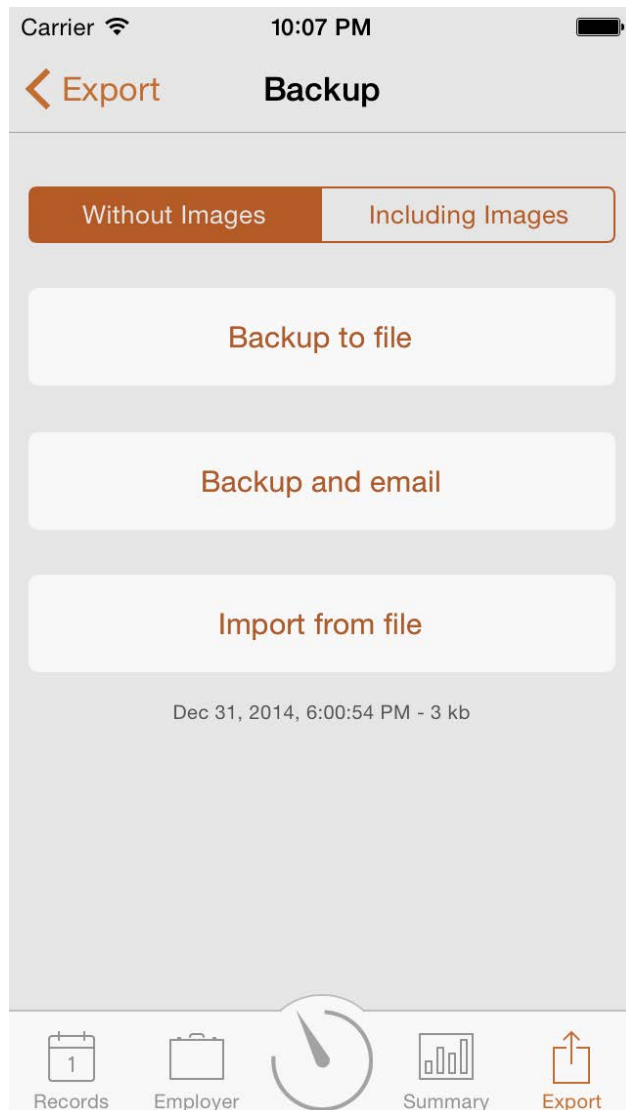 Carrier 10:07 PM
Export Backup
Without Images Including Images
Backup to file
Backup and email
Import from file
Dec 31, 2014, 6:00:54 PM - 3 kb
1
Records Employer Summary Export